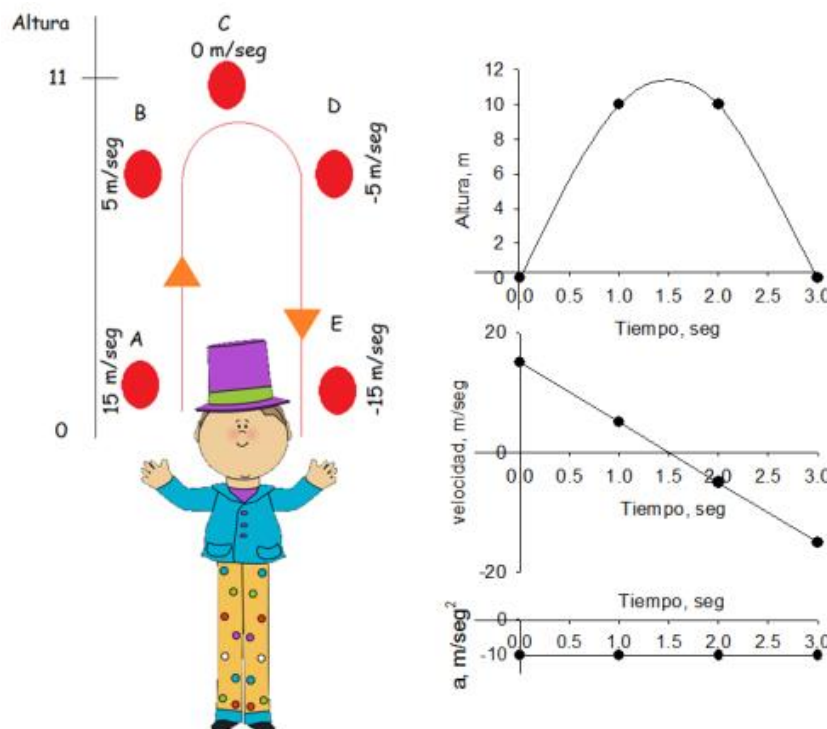 Altura
C
0 m/seg
11
B
D
5 m/seg
-5 m/seg
A
E
15 m/seg
-15 m/seg
0
12
10
8
6
4
2
0
Altura, m
0.0 0.5 1.0 1.5 2.0 2.5 3.0
Tiempo, seg
20
0
-20
velocidad, m/seg
0.0 0.5 1.0 1.5 2.0 2.5 3.0
Tiempo, seg
Tiempo, seg
0
-10
a, m/seg²
0.0 0.5 1.0 1.5 2.0 2.5 3.0